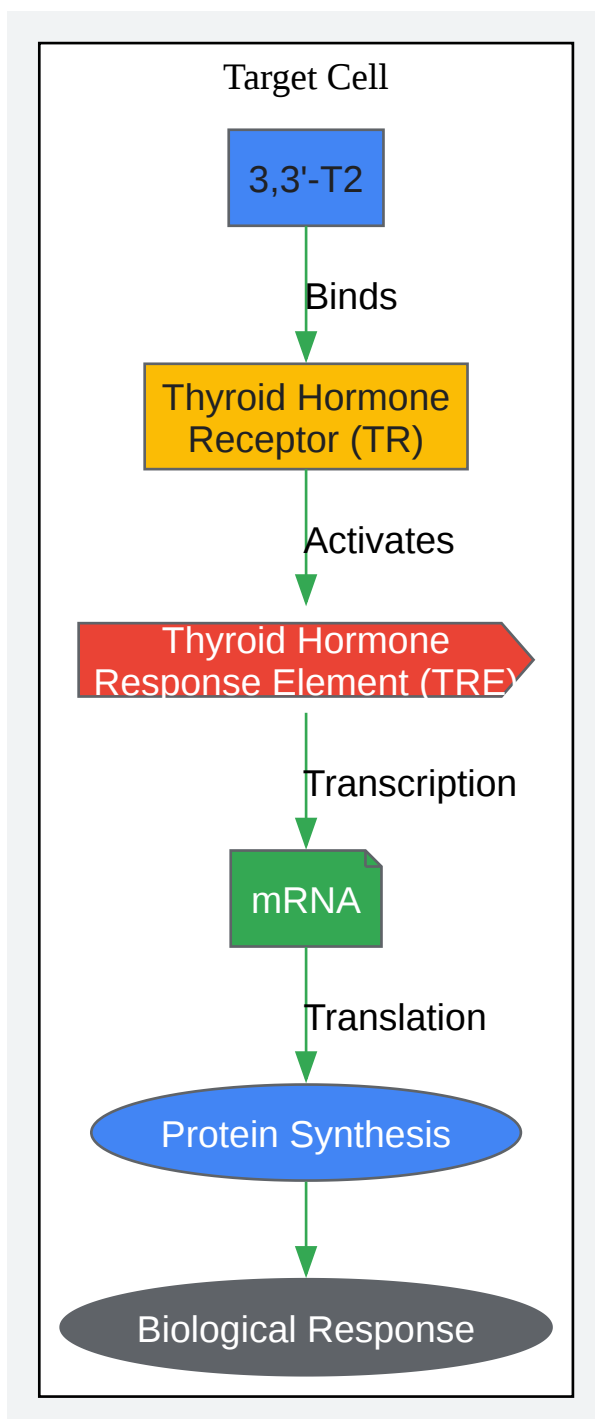 Target Cell
3,3'-T2
Binds
Thyroid Hormone
Receptor (TR)
Activates
Thyroid Hormone
Response Element (TRE)
Transcription
mRNA
Translation
Protein Synthesis
Biological Response